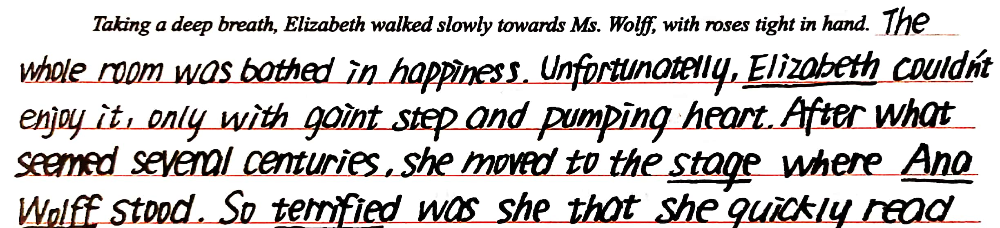 Taking a deep breath, Elizabeth walked slowly towards Ms. Wolff, with roses tight in hand. The
whole room was bathed in happiness. Unfortunatelly, Elizabeth couldn't
enjoy it, only with gaint step and pumping heart. After what
seemed several centuries, she moved to the stage where Ana
Wolff stood. So terrified was she that she quickly read